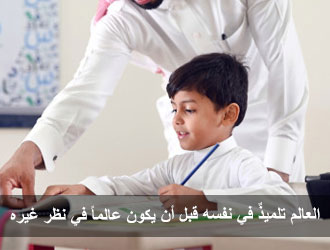 العالم تلميذٌ في نفسه قبل أن يكون عالماً في نظر غيره